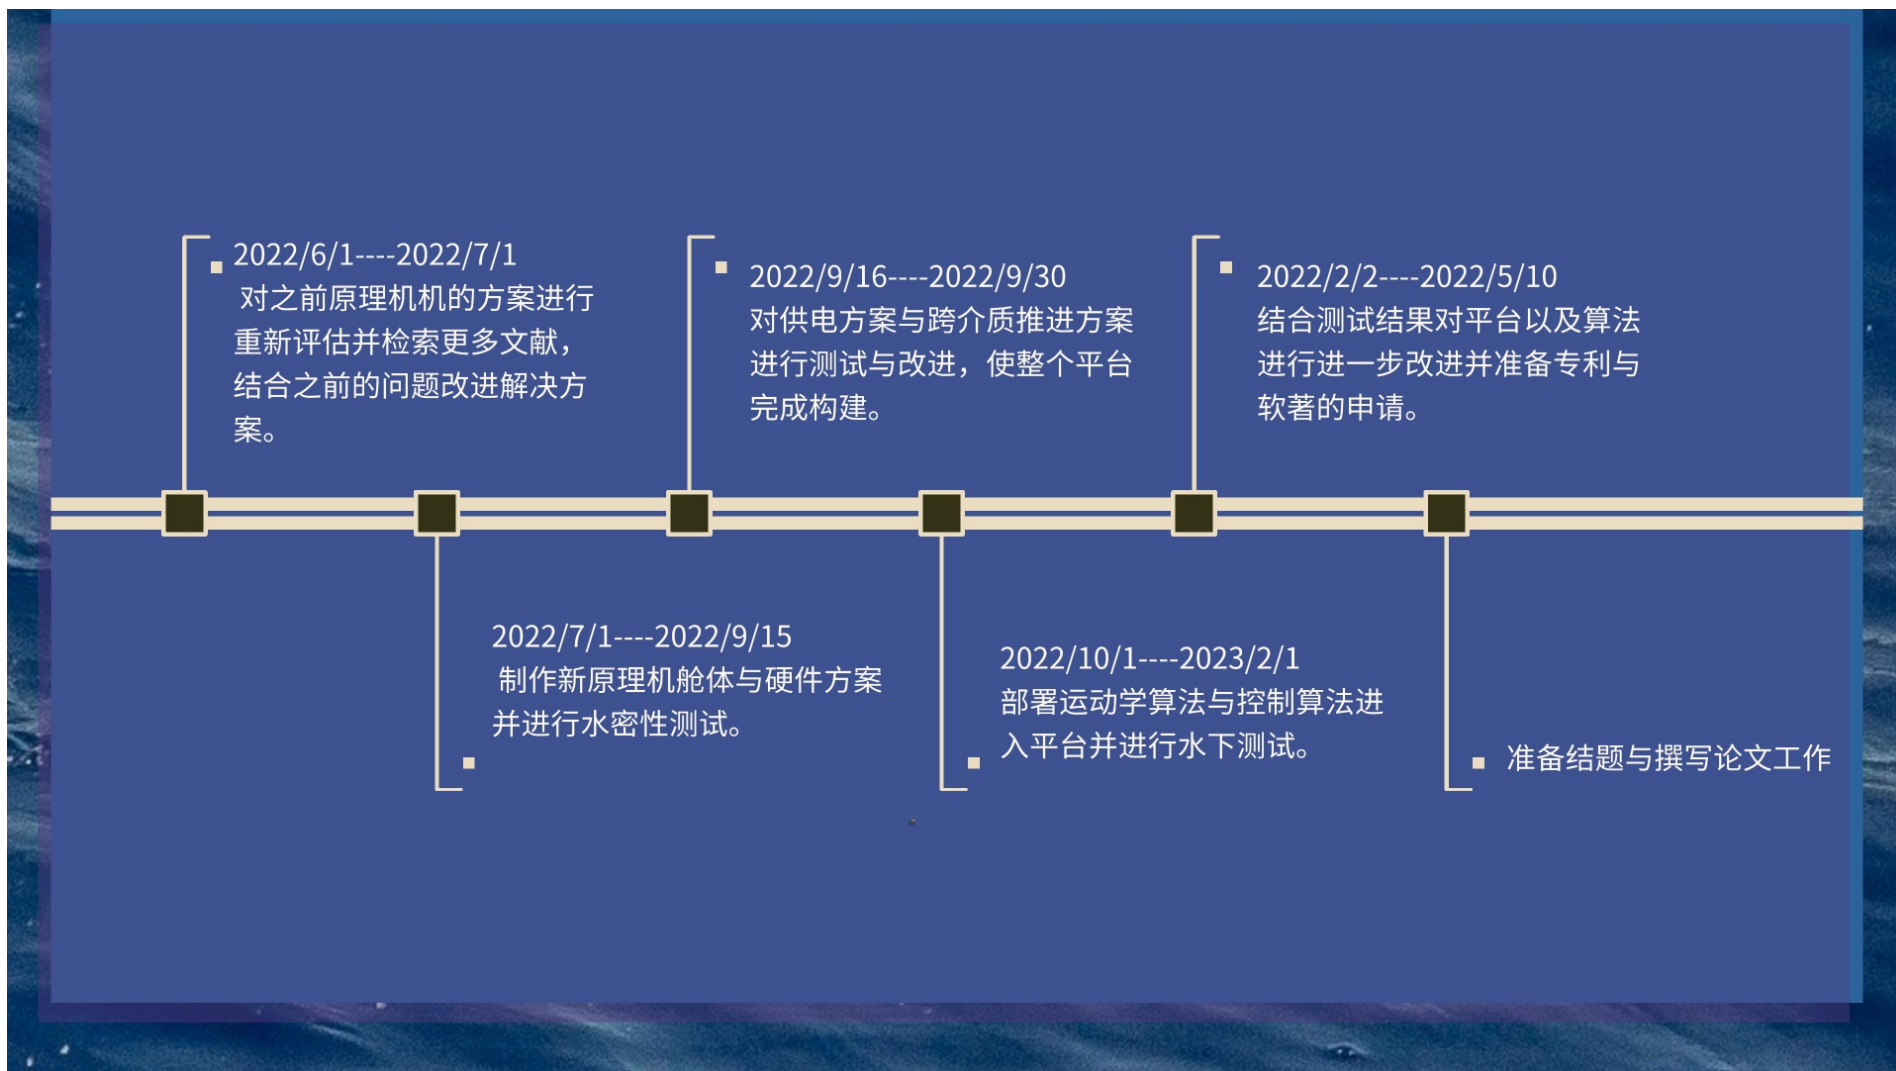 2022/6/1----2022/7/1
对之前原理机机的方案进行
重新评估并检索更多文献，
结合之前的问题改进解决方
案。
2022/7/1----2022/9/15
制作新原理机舱体与硬件方案
并进行水密性测试。
2022/9/16----2022/9/30
对供电方案与跨介质推进方案
进行测试与改进，使整个平台
完成构建。
2022/10/1----2023/2/1
部署运动学算法与控制算法进
入平台并进行水下测试。
2022/2/2----2022/5/10
结合测试结果对平台以及算法
进行进一步改进并准备专利与
软著的申请。
准备结题与撰写论文工作